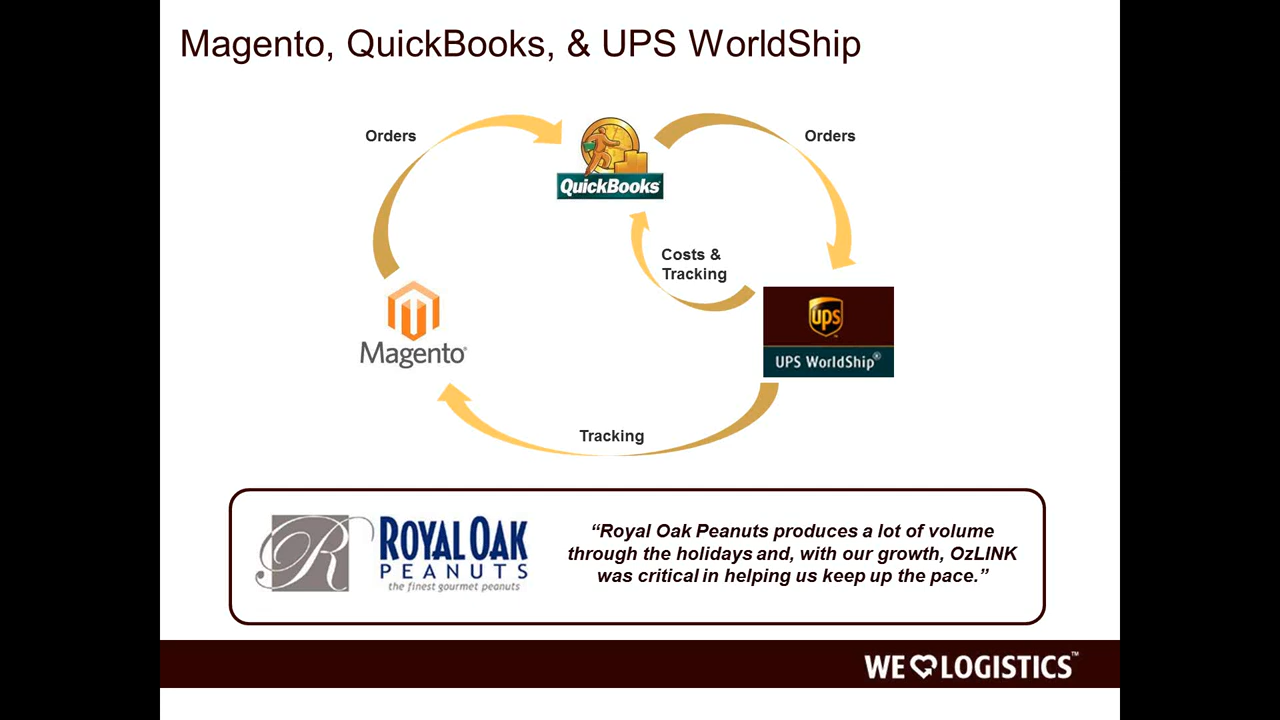 Magento, QuickBooks, & UPS WorldShip
Orders
Orders
QuickBooks
Costs &
Tracking
ups
Magento®
UPS WorldShip®
Tracking
R
ROYAL OAK
PEANUTS
the finest gourmet peanuts
“Royal Oak Peanuts produces a lot of volume
through the holidays and, with our growth, OzLINK
was critical in helping us keep up the pace.”
WE LOGISTICS™